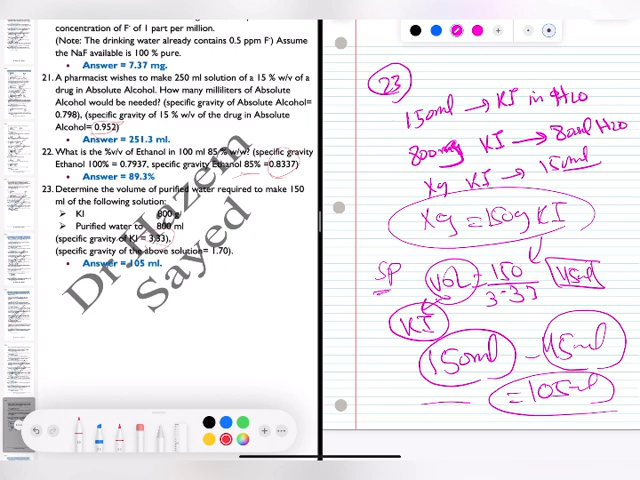 concentration of F of 1 part per million.
(Note: The drinking water already contains 0.5 ppm F) Assume
the NaF available is 100 % pure.
• Answer = 7.37 mg.
21. A pharmacist wishes to make 250 ml solution of a 15 % w/v of a
drug in Absolute Alcohol. How many milliliters of Absolute
Alcohol would be needed? (specific gravity of Absolute Alcohol=
0.798), (specific gravity of 15 % w/v of the drug in Absolute
Alcohol= 0.952)
• Answer = 251.3 ml.
22. What is the %v/v of Ethanol in 100 ml 85 % w/w? (specific gravity
Ethanol 100% = 0.7937, specific gravity Ethanol 85% =0.8337)
• Answer = 89.3%
23. Determine the volume of purified water required to make 150
ml of the following solution:
➢ KI 800 g
➢ Purified water to 800 ml
(specific gravity of KI = 3.33).
(specific gravity of the above solution= 1.70).
• Answer = 105 ml.
Dr. Hazem
Sayed
23
150ml → KI in H2O
KI → 800ml H2O
Xg KI → 150ml
Xg = 150g KI
SP VOL = 150 / 3.33 45ml
KI
150ml - 45ml
= 105ml